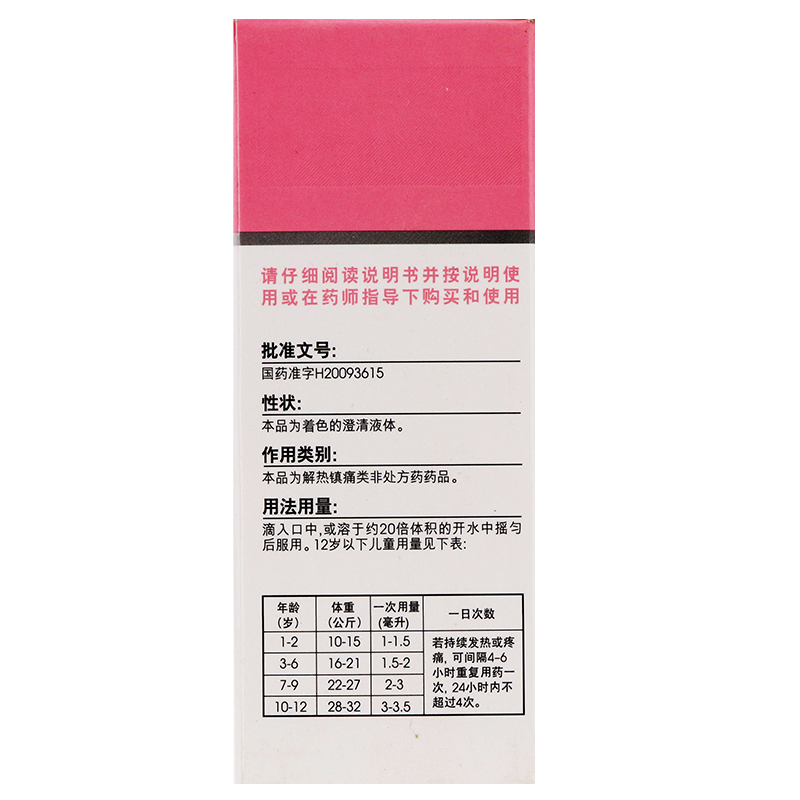 请仔细阅读说明书并按说明使
用或在药师指导下购买和使用
批准文号:
国药准字H20093615
性状:
本品为着色的澄清液体。
作用类别:
本品为解热镇痛类非处方药药品。
用法用量:
滴入口中,或溶于约20倍体积的开水中摇匀
后服用。12岁以下儿童用量见下表:
年龄 体重 一次用量 一日次数
(岁) (公斤) (毫升)
1-2 10-15 1-1.5 若持续发热或疼
3-6 16-21 1.5-2 痛, 可间隔4-6
7-9 22-27 2-3 小时重复用药一
次, 24小时内不
10-12 28-32 3-3.5 超过4次。